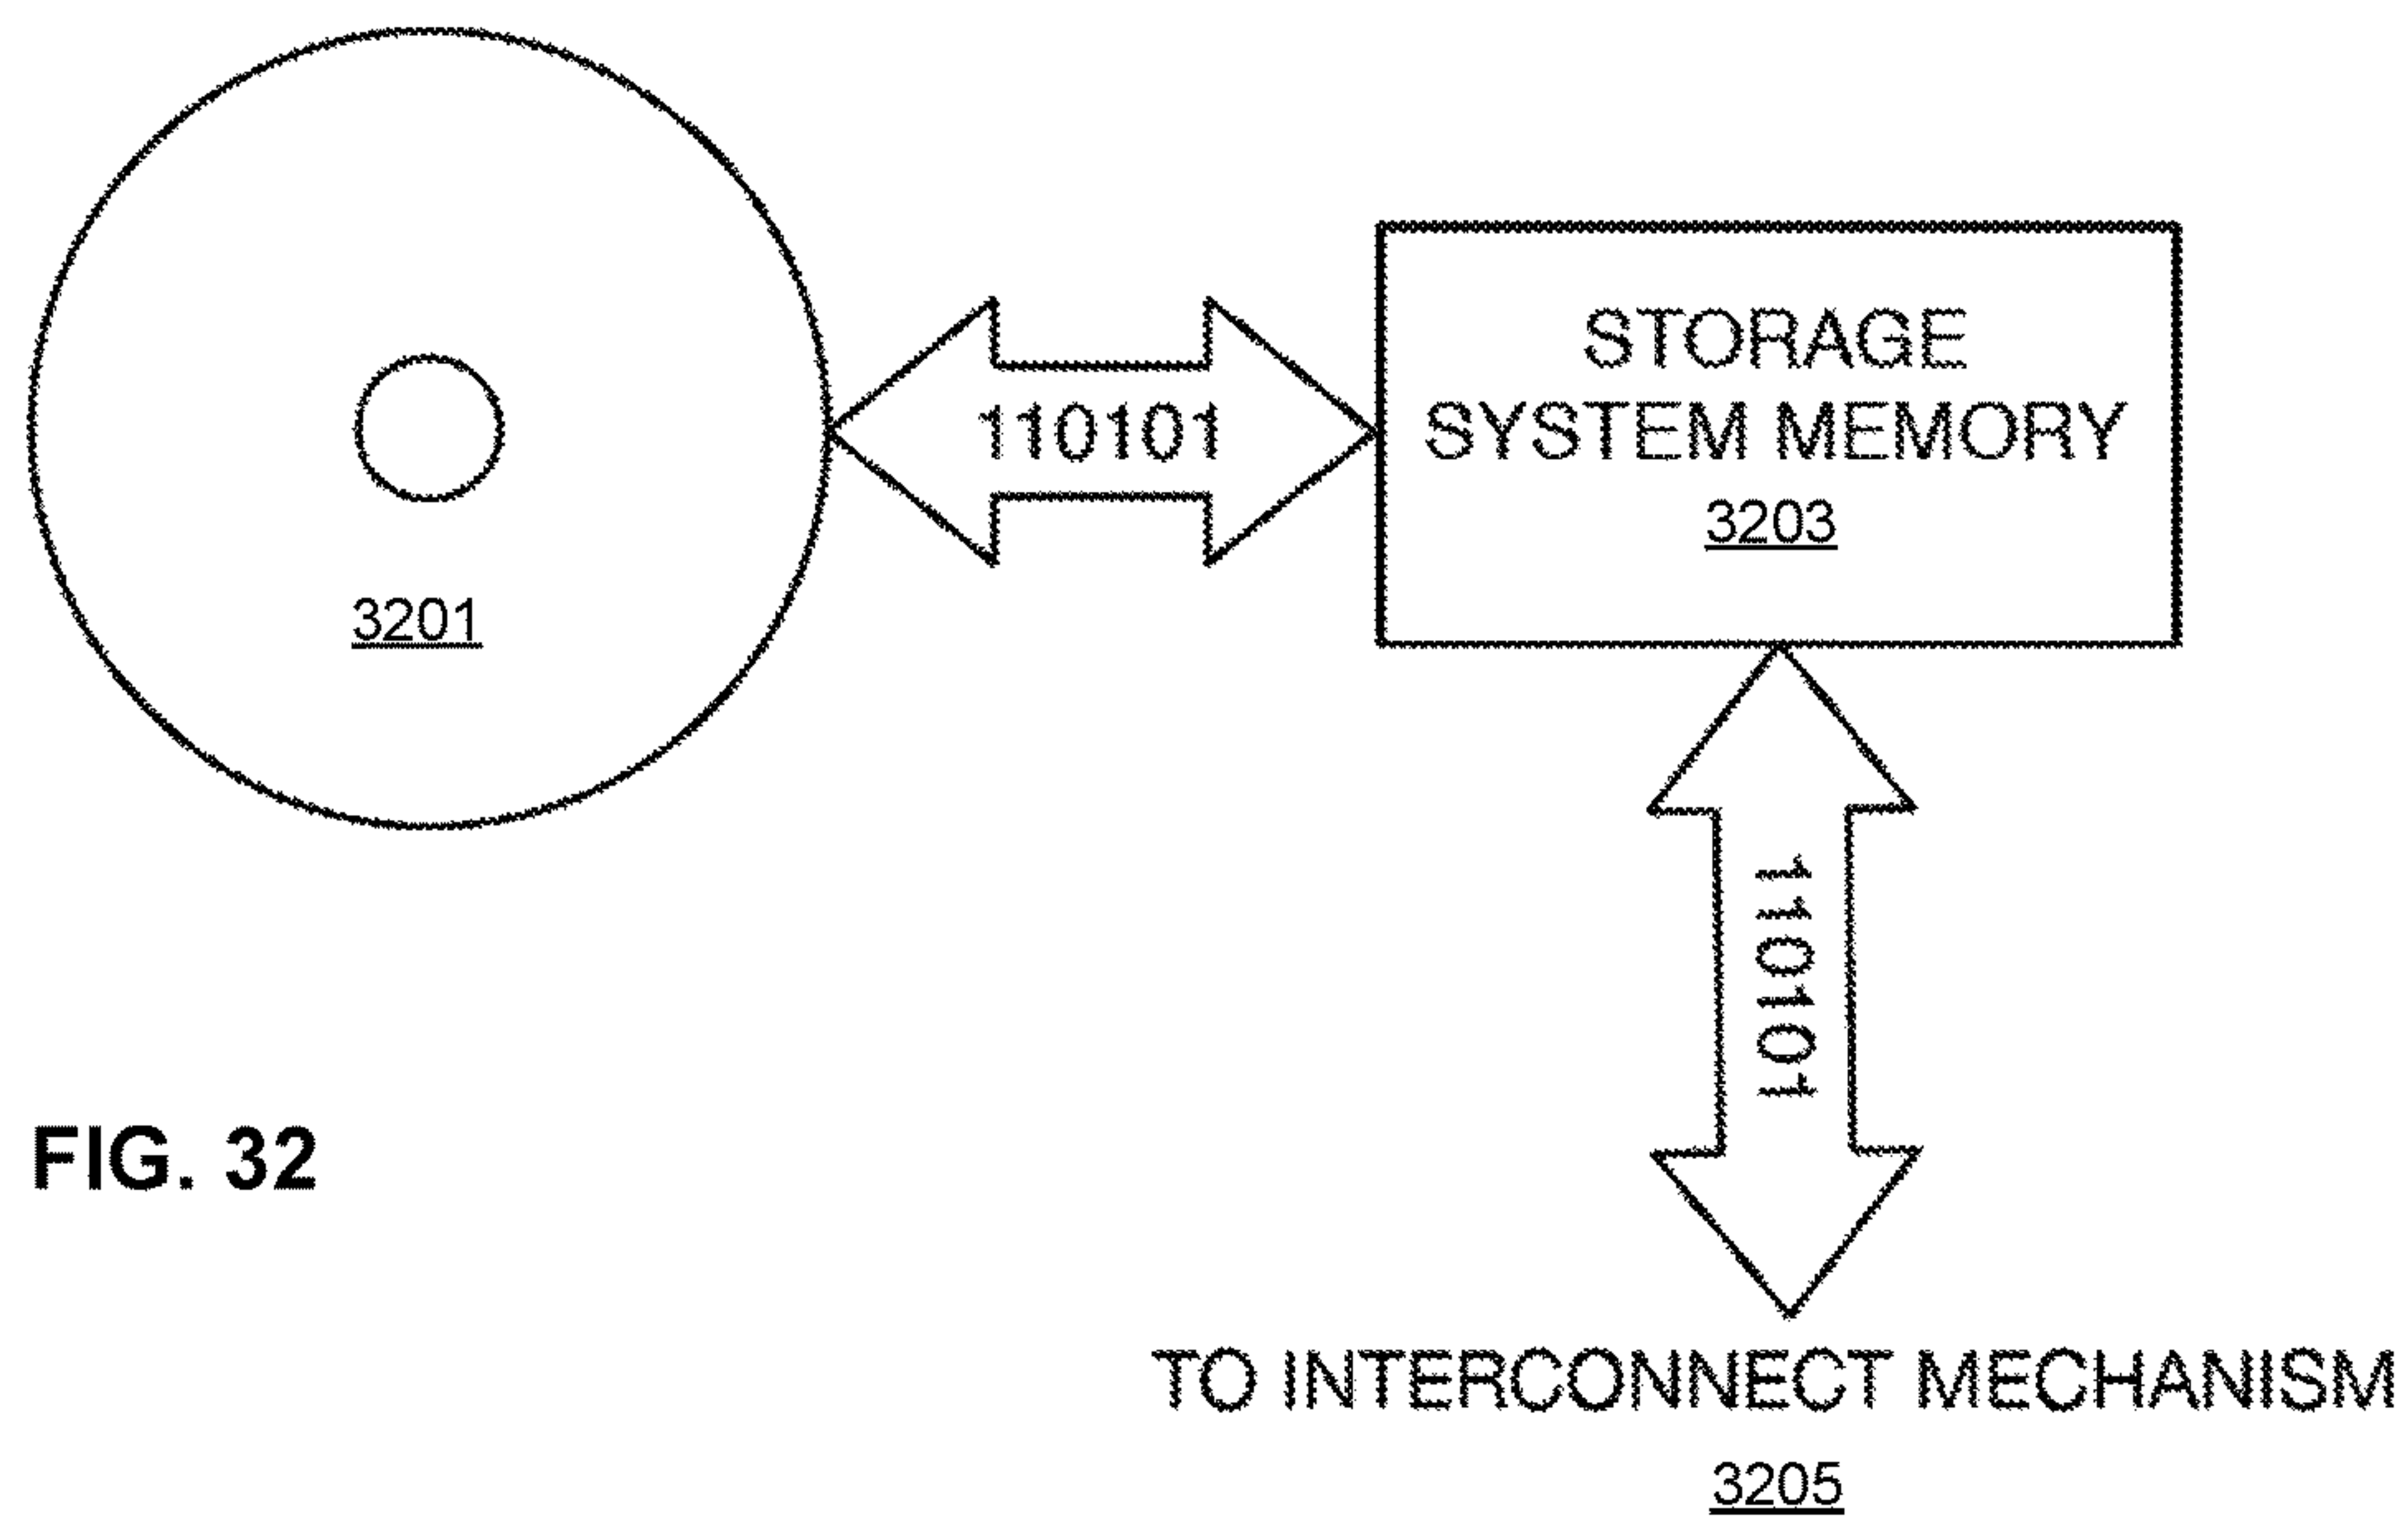 STORAGE
110101
SYSTEM MEMORY
3203
3201
110101
FIG. 32
TO INTERCONNECT MECHANISM
3205